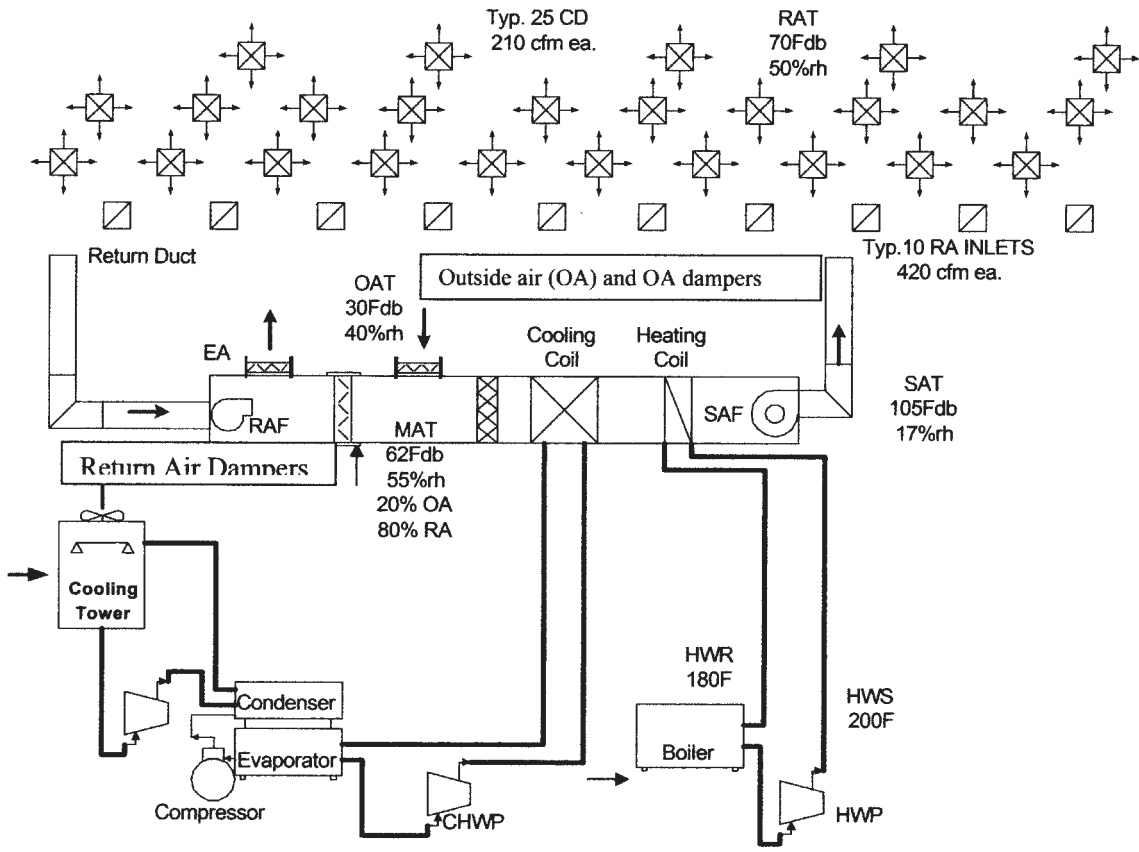 Typ. 25 CD
210 cfm ea.
RAT
70Fdb
50%rh
Return Duct
Typ.10 RA INLETS
420 cfm ea.
Outside air (OA) and OA dampers
OAT
30Fdb
40%rh
EA
Cooling
Coil
Heating
Coil
SAT
105Fdb
17%rh
RAF
SAF
MAT
62Fdb
55%rh
20% OA
80% RA
Return Air Dampers
Cooling
Tower
HWR
180F
HWS
200F
Condenser
Evaporator
Boiler
Compressor
CHWP
HWP